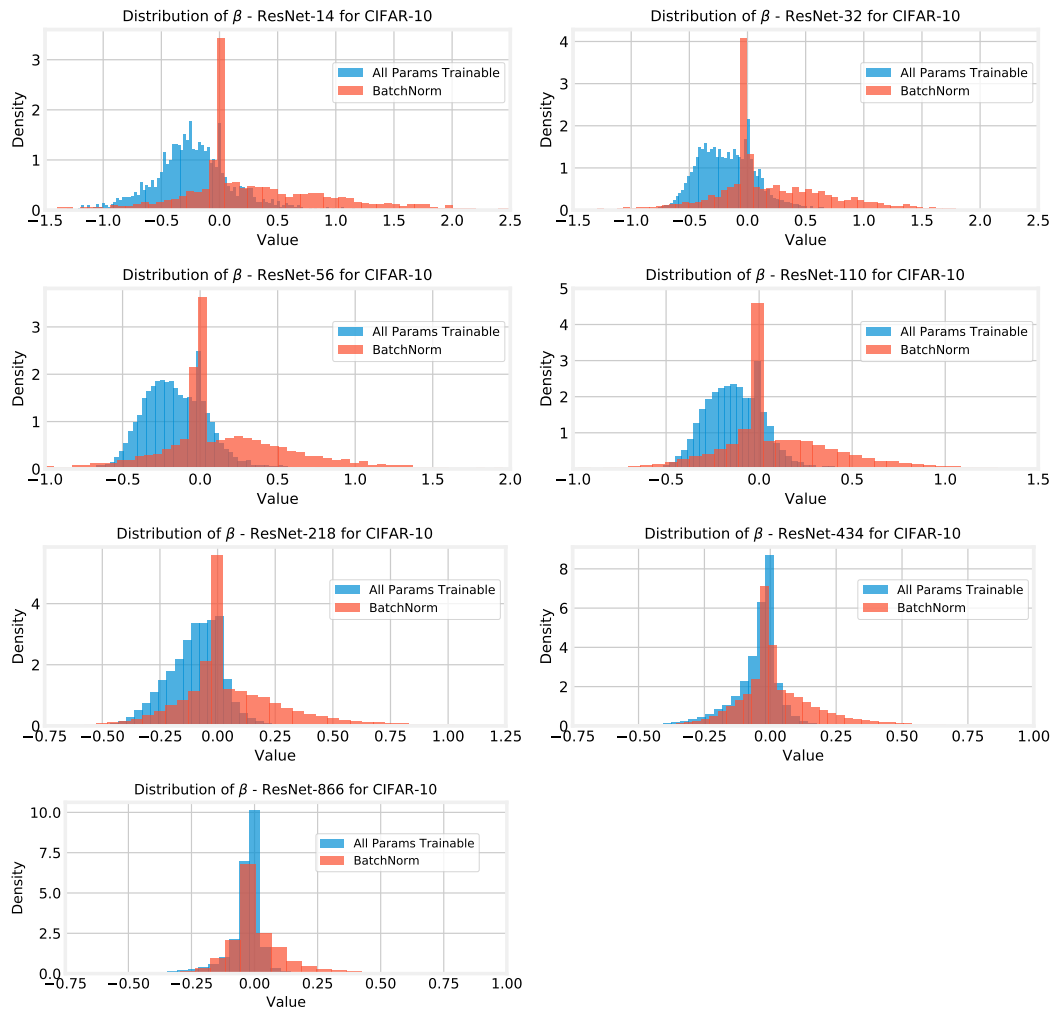 Distribution of β - ResNet-14 for CIFAR-10
Density
3
2
1
0
All Params Trainable
BatchNorm
−1.5 −1.0 −0.5 0.0 0.5 1.0 1.5 2.0 2.5
Value
Distribution of β - ResNet-32 for CIFAR-10
Density
4
3
2
1
0
All Params Trainable
BatchNorm
−1.5 −1.0 −0.5 0.0 0.5 1.0 1.5 2.0 2.5
Value
Distribution of β - ResNet-56 for CIFAR-10
Density
3
2
1
0
All Params Trainable
BatchNorm
−1.0 −0.5 0.0 0.5 1.0 1.5 2.0
Value
Distribution of β - ResNet-110 for CIFAR-10
Density
5
4
3
2
1
All Params Trainable
BatchNorm
−1.0 −0.5 0.0 0.5 1.0 1.5
Value
Distribution of β - ResNet-218 for CIFAR-10
Density
4
2
0
All Params Trainable
BatchNorm
−0.75 −0.50 −0.25 0.00 0.25 0.50 0.75 1.00 1.25
Value
Distribution of β - ResNet-434 for CIFAR-10
Density
8
6
4
2
0
All Params Trainable
BatchNorm
−0.75 −0.50 −0.25 0.00 0.25 0.50 0.75 1.00
Value
Distribution of β - ResNet-866 for CIFAR-10
Density
10.0
7.5
5.0
2.5
0.0
All Params Trainable
BatchNorm
−0.75 −0.50 −0.25 0.00 0.25 0.50 0.75 1.00
Value